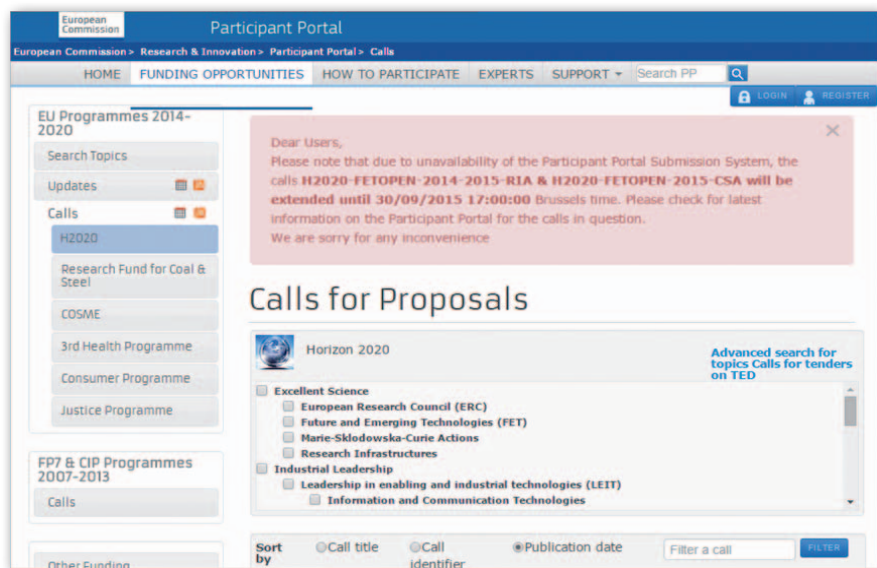 European
Commission
Participant Portal
European Commission > Research & Innovation > Participant Portal > Calls
HOME FUNDING OPPORTUNITIES HOW TO PARTICIPATE EXPERTS SUPPORT Search PP
LOGIN REGISTER
EU Programmes 2014-
2020
Search Topics
Updates
Calls
H2020
Research Fund for Coal &
Steel
COSME
3rd Health Programme
Consumer Programme
Justice Programme
FP7 & CIP Programmes
2007-2013
Calls
Other Funding
Dear Users,
Please note that due to unavailability of the Participant Portal Submission System, the
calls H2020-FETOPEN-2014-2015-RIA & H2020-FETOPEN-2015-CSA will be
extended until 30/09/2015 17:00:00 Brussels time. Please check for latest
information on the Participant Portal for the calls in question.
We are sorry for any inconvenience
Calls for Proposals
Horizon 2020
Advanced search for
topics Calls for tenders
on TED
Excellent Science
European Research Council (ERC)
Future and Emerging Technologies (FET)
Marie-Sklodowska-Curie Actions
Research Infrastructures
Industrial Leadership
Leadership in enabling and industrial technologies (LEIT)
Information and Communication Technologies
Sort
by
Call title
Call
identifier
Publication date
Filter a call
FILTER